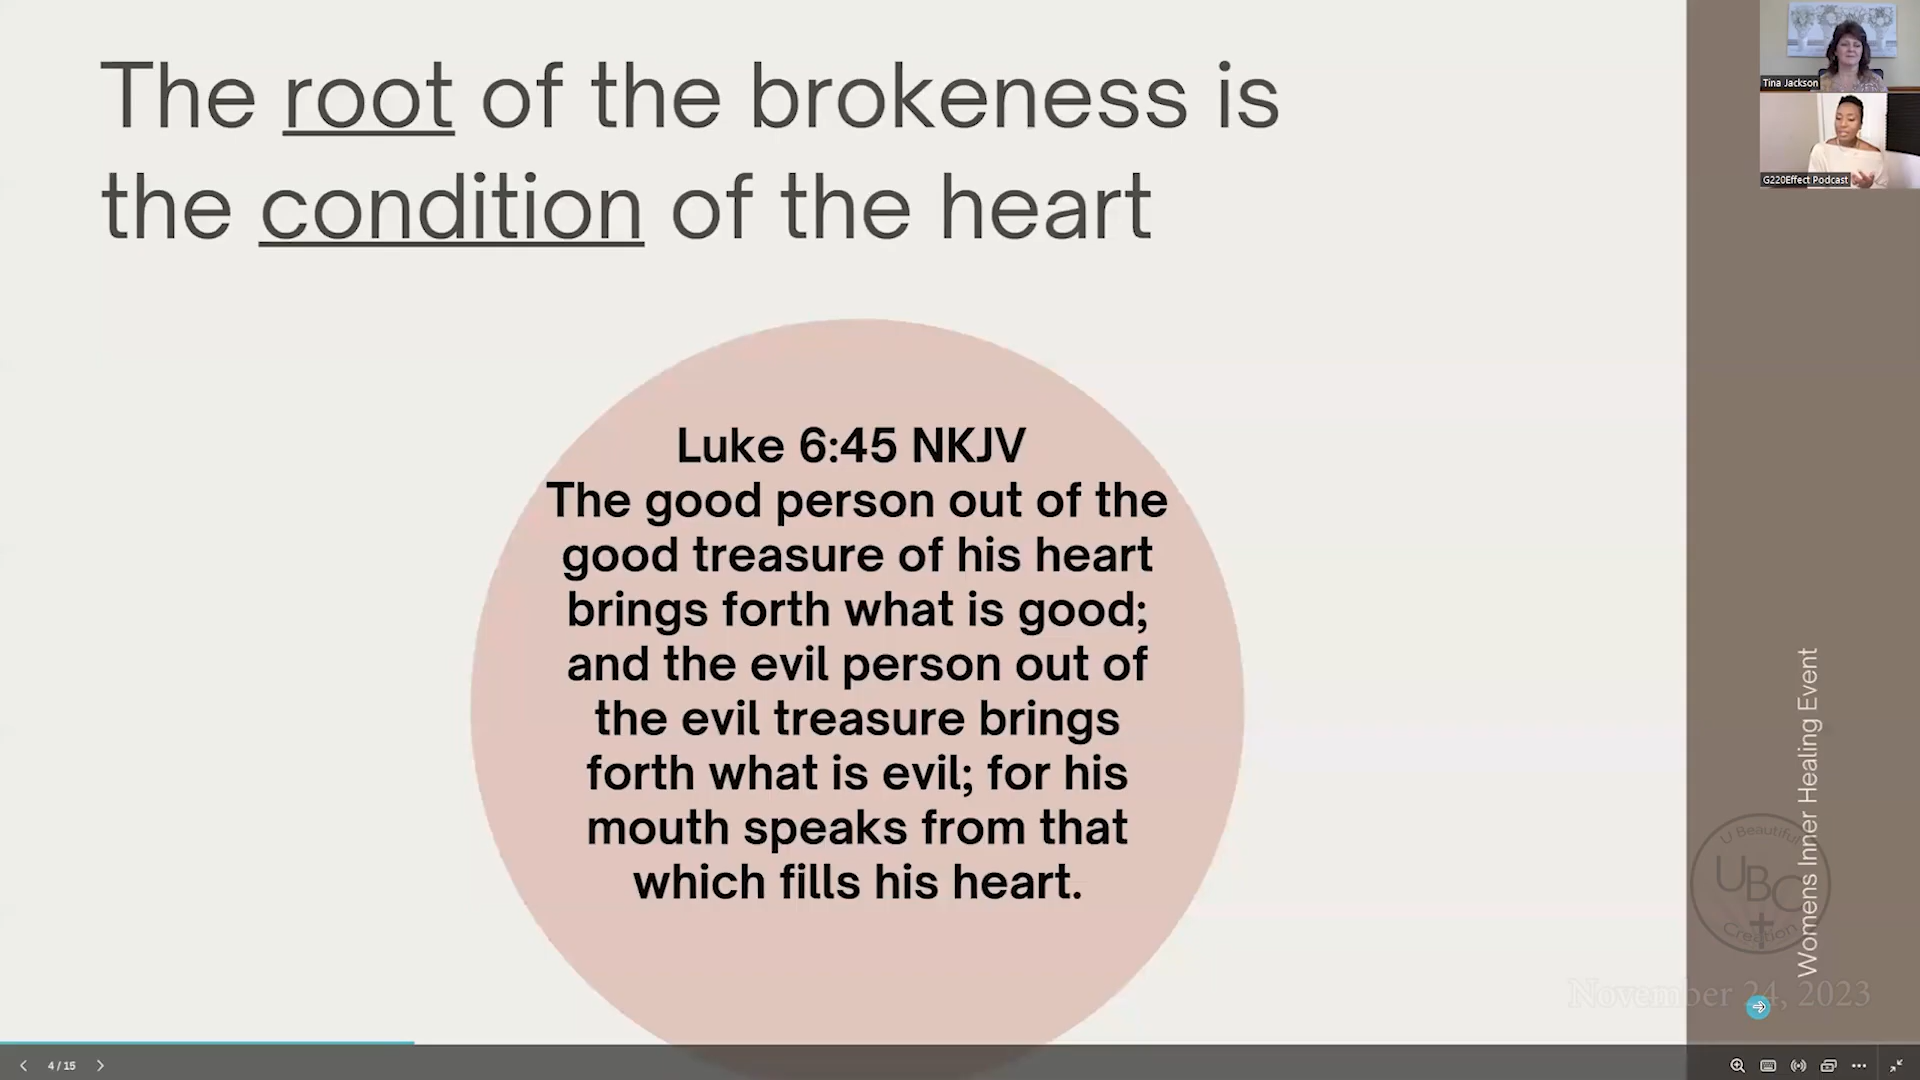 The root of the brokeness is
the condition of the heart
Luke 6:45 NKJV
The good person out of the
good treasure of his heart
brings forth what is good;
and the evil person out of
the evil treasure brings
forth what is evil; for his
mouth speaks from that
which fills his heart.
Tina Jackson
G220Effect Podcast
Womens Inner Healing Event
U Beautiful
UBC
Creation
November 24, 2023
4 / 15